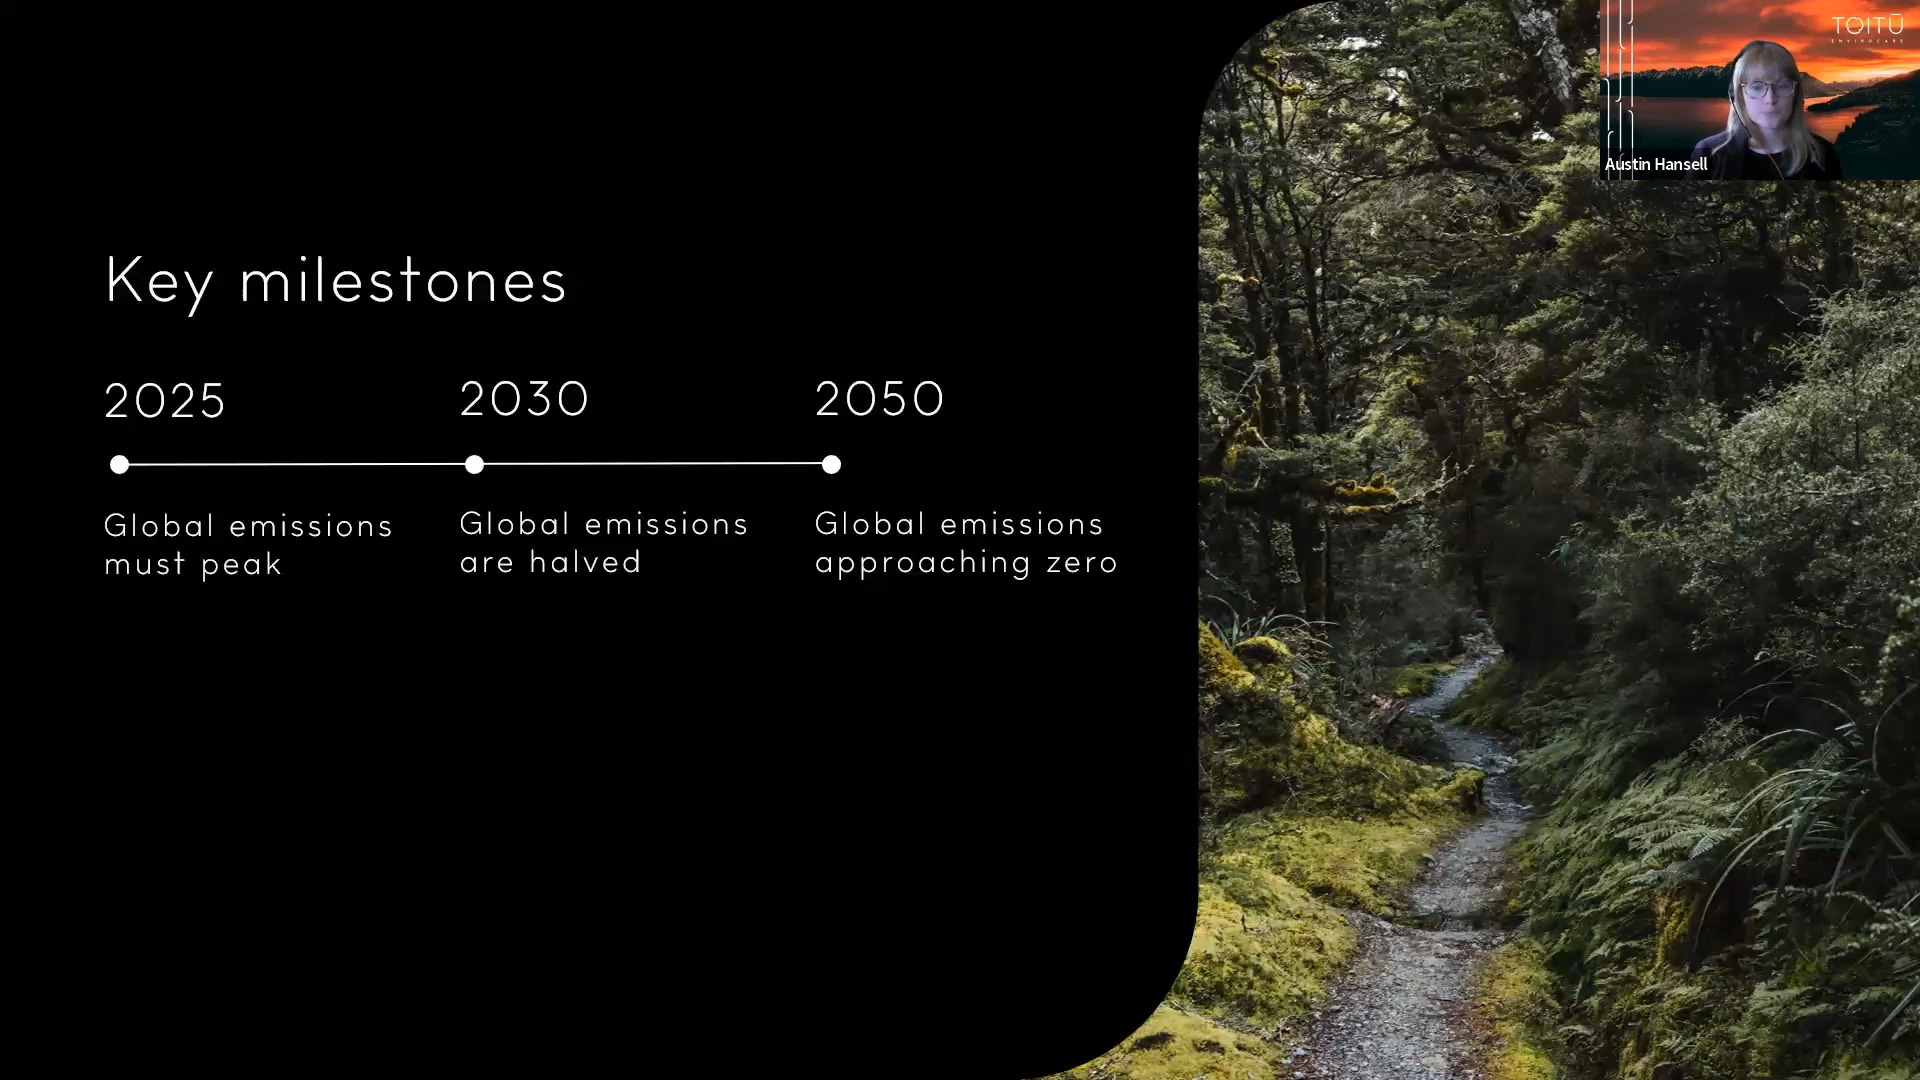 TOITŪ
ENVIROCARE
Austin Hansell
Key milestones
2025
2030
2050
Global emissions
must peak
Global emissions
are halved
Global emissions
approaching zero